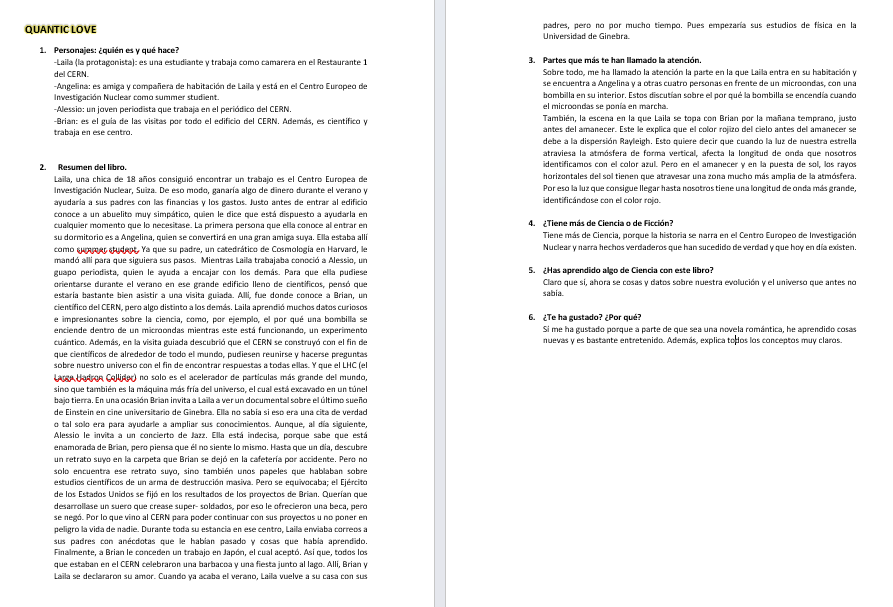 QUANTIC LOVE
1. Personajes: ¿quién es y qué hace?
-Laila (la protagonista): es una estudiante y trabaja como camarera en el Restaurante 1
del CERN.
-Angelina: es amiga y compañera de habitación de Laila y está en el Centro Europeo de
Investigación Nuclear como summer studient.
-Alessio: un joven periodista que trabaja en el periódico del CERN.
-Brian: es el guía de las visitas por todo el edificio del CERN. Además, es científico y
trabaja en ese centro.
2. Resumen del libro.
Laila, una chica de 18 años consiguió encontrar un trabajo es el Centro Europea de
Investigación Nuclear, Suiza. De eso modo, ganaría algo de dinero durante el verano y
ayudaría a sus padres con las financias y los gastos. Justo antes de entrar al edificio
conoce a un abuelito muy simpático, quien le dice que está dispuesto a ayudarla en
cualquier momento que lo necesitase. La primera persona que ella conoce al entrar en
su dormitorio es a Angelina, quien se convertirá en una gran amiga suya. Ella estaba allí
como summer student. Ya que su padre, un catedrático de Cosmología en Harvard, le
mandó allí para que siguiera sus pasos. Mientras Laila trabajaba conoció a Alessio, un
guapo periodista, quien le ayuda a encajar con los demás. Para que ella pudiese
orientarse durante el verano en ese grande edificio lleno de científicos, pensó que
estaría bastante bien asistir a una visita guiada. Allí, fue donde conoce a Brian, un
científico del CERN, pero algo distinto a los demás. Laila aprendió muchos datos curiosos
e impresionantes sobre la ciencia, como, por ejemplo, el por qué una bombilla se
enciende dentro de un microondas mientras este está funcionando, un experimento
cuántico. Además, en la visita guiada descubrió que el CERN se construyó con el fin de
que científicos de alrededor de todo el mundo, pudiesen reunirse y hacerse preguntas
sobre nuestro universo con el fin de encontrar respuestas a todas ellas. Y que el LHC (el
Large Hadron Collider) no solo es el acelerador de partículas más grande del mundo,
sino que también es la máquina más fría del universo, el cual está excavado en un túnel
bajo tierra. En una ocasión Brian invita a Laila a ver un documental sobre el último sueño
de Einstein en cine universitario de Ginebra. Ella no sabía si eso era una cita de verdad
o tal solo era para ayudarle a ampliar sus conocimientos. Aunque, al día siguiente,
Alessio le invita a un concierto de Jazz. Ella está indecisa, porque sabe que está
enamorada de Brian, pero piensa que él no siente lo mismo. Hasta que un día, descubre
un retrato suyo en la carpeta que Brian se dejó en la cafetería por accidente. Pero no
solo encuentra ese retrato suyo, sino también unos papeles que hablaban sobre
estudios científicos de un arma de destrucción masiva. Pero se equivocaba; el Ejército
de los Estados Unidos se fijó en los resultados de los proyectos de Brian. Querían que
desarrollase un suero que crease super- soldados, por eso le ofrecieron una beca, pero
se negó. Por lo que vino al CERN para poder continuar con sus proyectos u no poner en
peligro la vida de nadie. Durante toda su estancia en ese centro, Laila enviaba correos a
sus padres con anécdotas que le habían pasado y cosas que había aprendido.
Finalmente, a Brian le conceden un trabajo en Japón, el cual aceptó. Así que, todos los
que estaban en el CERN celebraron una barbacoa y una fiesta junto al lago. Allí, Brian y
Laila se declararon su amor. Cuando ya acaba el verano, Laila vuelve a su casa con sus
padres, pero no por mucho tiempo. Pues empezaría sus estudios de física en la
Universidad de Ginebra.
3. Partes que más te han llamado la atención.
Sobre todo, me ha llamado la atención la parte en la que Laila entra en su habitación y
se encuentra a Angelina y a otras cuatro personas en frente de un microondas, con una
bombilla en su interior. Estos discutían sobre el por qué la bombilla se encendía cuando
el microondas se ponía en marcha.
También, la escena en la que Laila se topa con Brian por la mañana temprano, justo
antes del amanecer. Este le explica que el color rojizo del cielo antes del amanecer se
debe a la dispersión Rayleigh. Esto quiere decir que cuando la luz de nuestra estrella
atraviesa la atmósfera de forma vertical, afecta la longitud de onda que nosotros
identificamos con el color azul. Pero en el amanecer y en la puesta de sol, los rayos
horizontales del sol tienen que atravesar una zona mucho más amplia de la atmósfera.
Por eso la luz que consigue llegar hasta nosotros tiene una longitud de onda más grande,
identificándose con el color rojo.
4. ¿Tiene más de Ciencia o de Ficción?
Tiene más de Ciencia, porque la historia se narra en el Centro Europeo de Investigación
Nuclear y narra hechos verdaderos que han sucedido de verdad y que hoy en día existen.
5. ¿Has aprendido algo de Ciencia con este libro?
Claro que sí, ahora se cosas y datos sobre nuestra evolución y el universo que antes no
sabía.
6. ¿Te ha gustado? ¿Por qué?
Sí me ha gustado porque a parte de que sea una novela romántica, he aprendido cosas
nuevas y es bastante entretenido. Además, explica todos los conceptos muy claros.